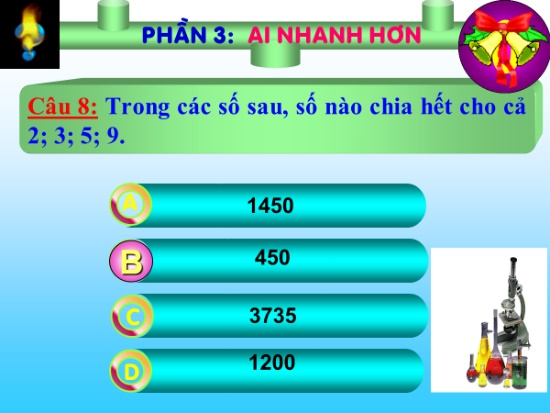 PHẦN 3: AI NHANH HƠN
Câu 8: Trong các số sau, số nào chia hết cho cả
2; 3; 5; 9.
A 1450
B 450
C 3735
D 1200